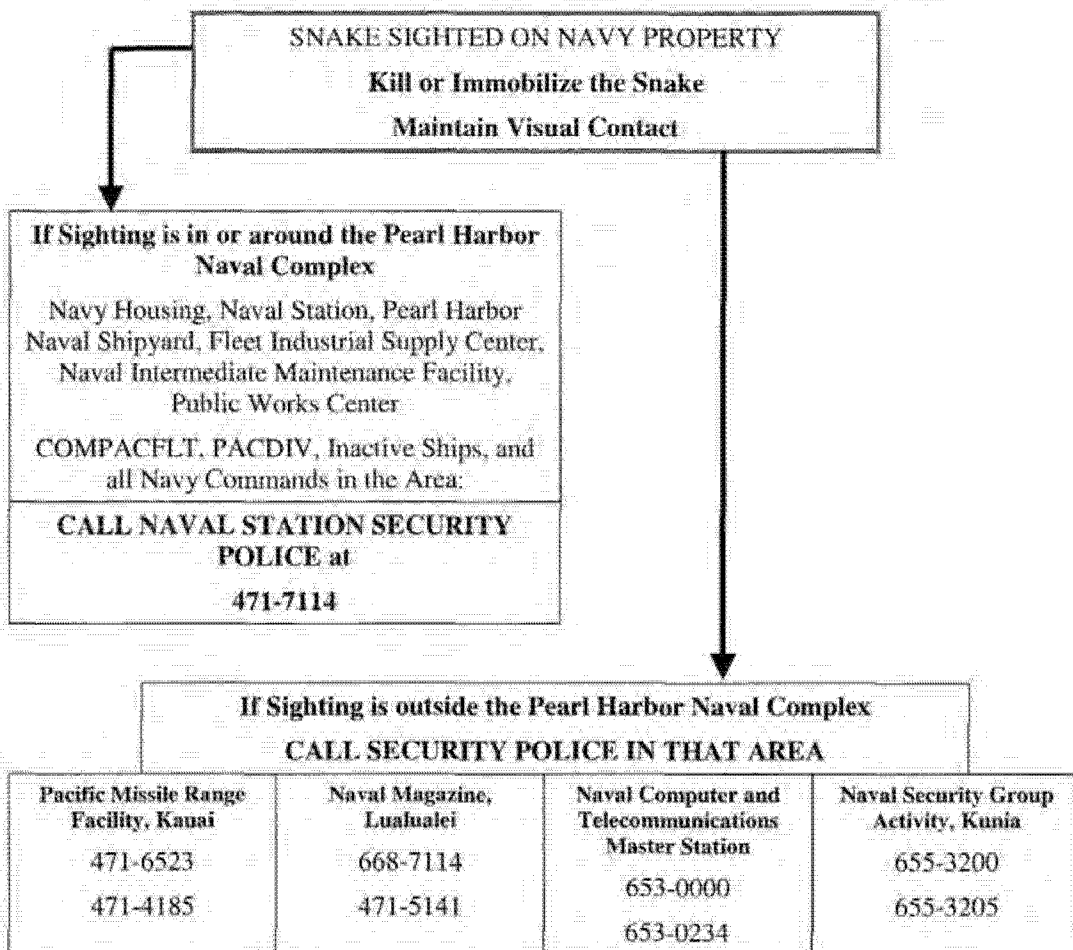 SNAKE SIGHTED ON NAVY PROPERTY
Kill or Immobilize the Snake
Maintain Visual Contact
If Sighting is in or around the Pearl Harbor
Naval Complex
Navy Housing, Naval Station, Pearl Harbor
Naval Shipyard, Fleet Industrial Supply Center,
Naval Intermediate Maintenance Facility,
Public Works Center
COMPACFLT, PACDIV, Inactive Ships, and
all Navy Commands in the Area:
CALL NAVAL STATION SECURITY
POLICE at
471-7114
If Sighting is outside the Pearl Harbor Naval Complex
CALL SECURITY POLICE IN THAT AREA
Pacific Missile Range
Facility, Kauai
471-6523
471-4185
Naval Magazine,
Lualualei
668-7114
471-5141
Naval Computer and
Telecommunications
Master Station
653-0000
653-0234
Naval Security Group
Activity, Kunia
655-3200
655-3205